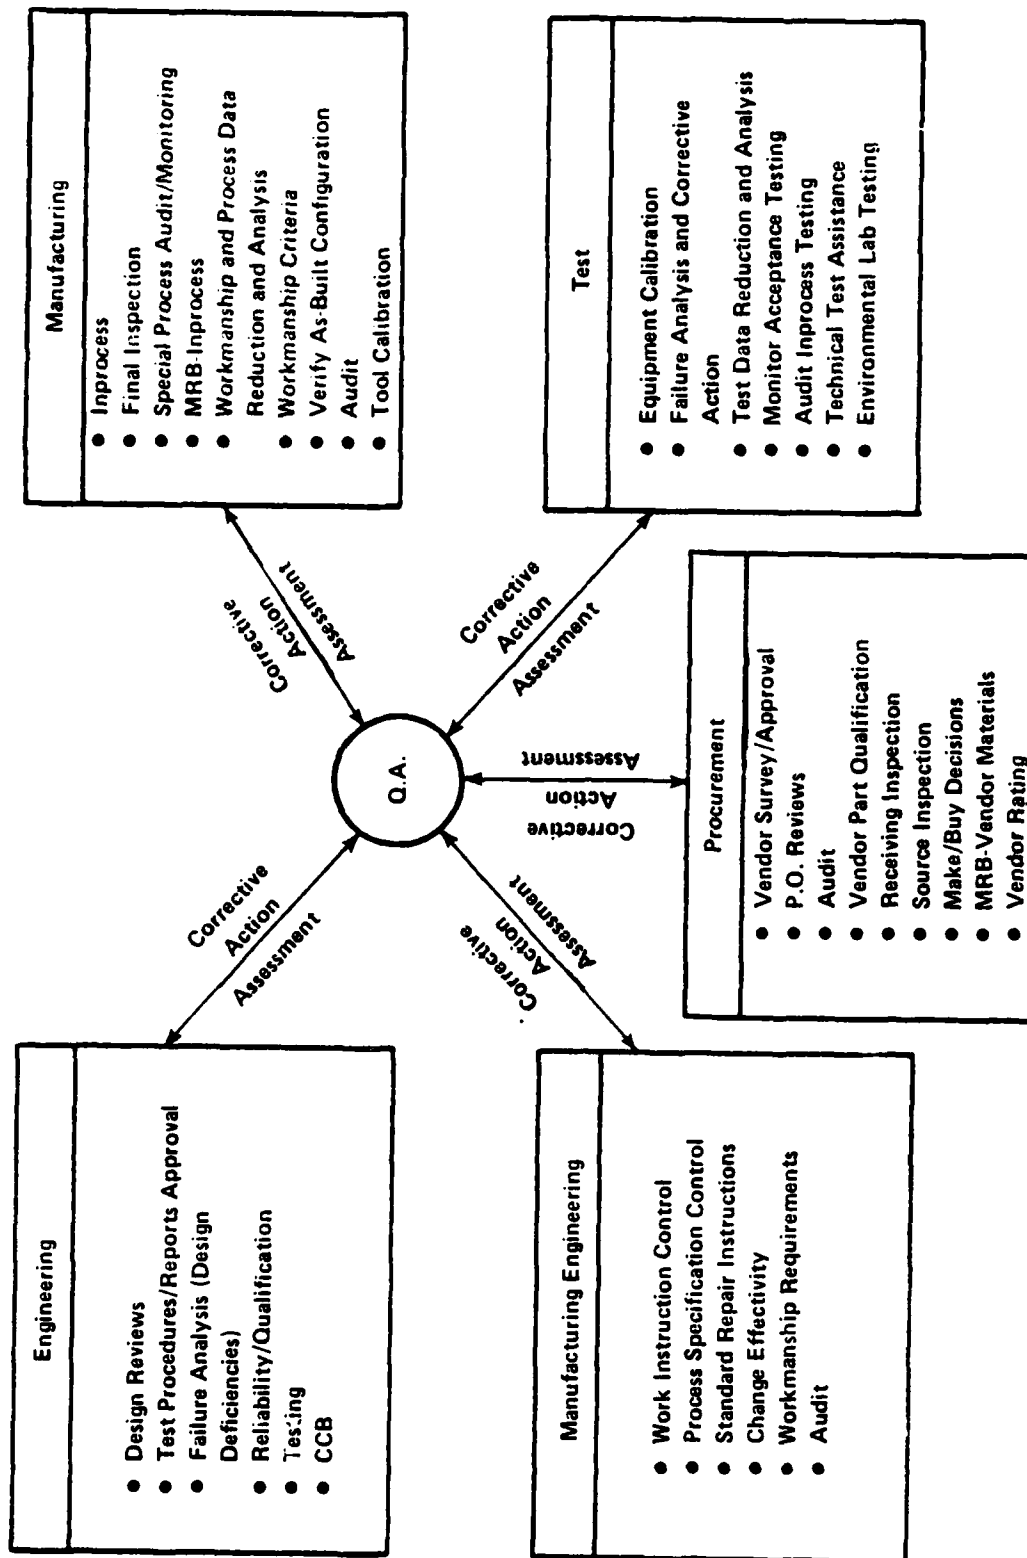 Engineering
● Design Reviews
● Test Procedures/Reports Approval
● Failure Analysis (Design
Deficiencies)
● Reliability/Qualification
● Testing
● CCB
Manufacturing
● Inprocess
● Final Inspection
● Special Process Audit/Monitoring
● MRB-Inprocess
● Workmanship and Process Data
Reduction and Analysis
● Workmanship Criteria
● Verify As-Built Configuration
● Audit
● Tool Calibration
Corrective
Action
Assessment
Corrective
Action
Assessment
Q.A.
Corrective
Action
Assessment
Corrective
Action
Assessment
Corrective
Action
Assessment
Manufacturing Engineering
● Work Instruction Control
● Process Specification Control
● Standard Repair Instructions
● Change Effectivity
● Workmanship Requirements
● Audit
Procurement
● Vendor Survey/Approval
● P.O. Reviews
● Audit
● Vendor Part Qualification
● Receiving Inspection
● Source Inspection
● Make/Buy Decisions
● MRB-Vendor Materials
● Vendor Rating
Test
● Equipment Calibration
● Failure Analysis and Corrective
Action
● Test Data Reduction and Analysis
● Monitor Acceptance Testing
● Audit Inprocess Testing
● Technical Test Assistance
● Environmental Lab Testing